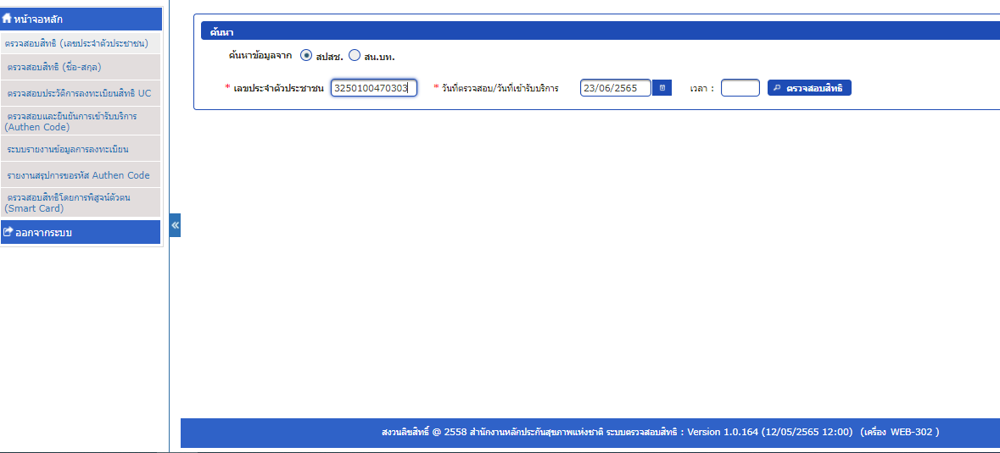 หน้าจอหลัก
ตรวจสอบสิทธิ (เลขประจำตัวประชาชน)
ตรวจสอบสิทธิ (ชื่อ-สกุล)
ตรวจสอบประวัติการลงทะเบียนสิทธิ UC
ตรวจสอบและยืนยันการเข้ารับบริการ
(Authen Code)
ระบบรายงานข้อมูลการลงทะเบียน
รายงานสรุปการขอรหัส Authen Code
ตรวจสอบสิทธิโดยการพิสูจน์ตัวตน
(Smart Card)
ออกจากระบบ
«
ค้นหา
ค้นหาข้อมูลจาก สปสช. สน.บท.
* เลขประจำตัวประชาชน 3250100470303 * วันที่ตรวจสอบ/วันที่เข้ารับบริการ 23/06/2565 เวลา : ตรวจสอบสิทธิ
สงวนลิขสิทธิ์ @ 2558 สำนักงานหลักประกันสุขภาพแห่งชาติ ระบบตรวจสอบสิทธิ : Version 1.0.164 (12/05/2565 12:00) (เครื่อง WEB-302 )